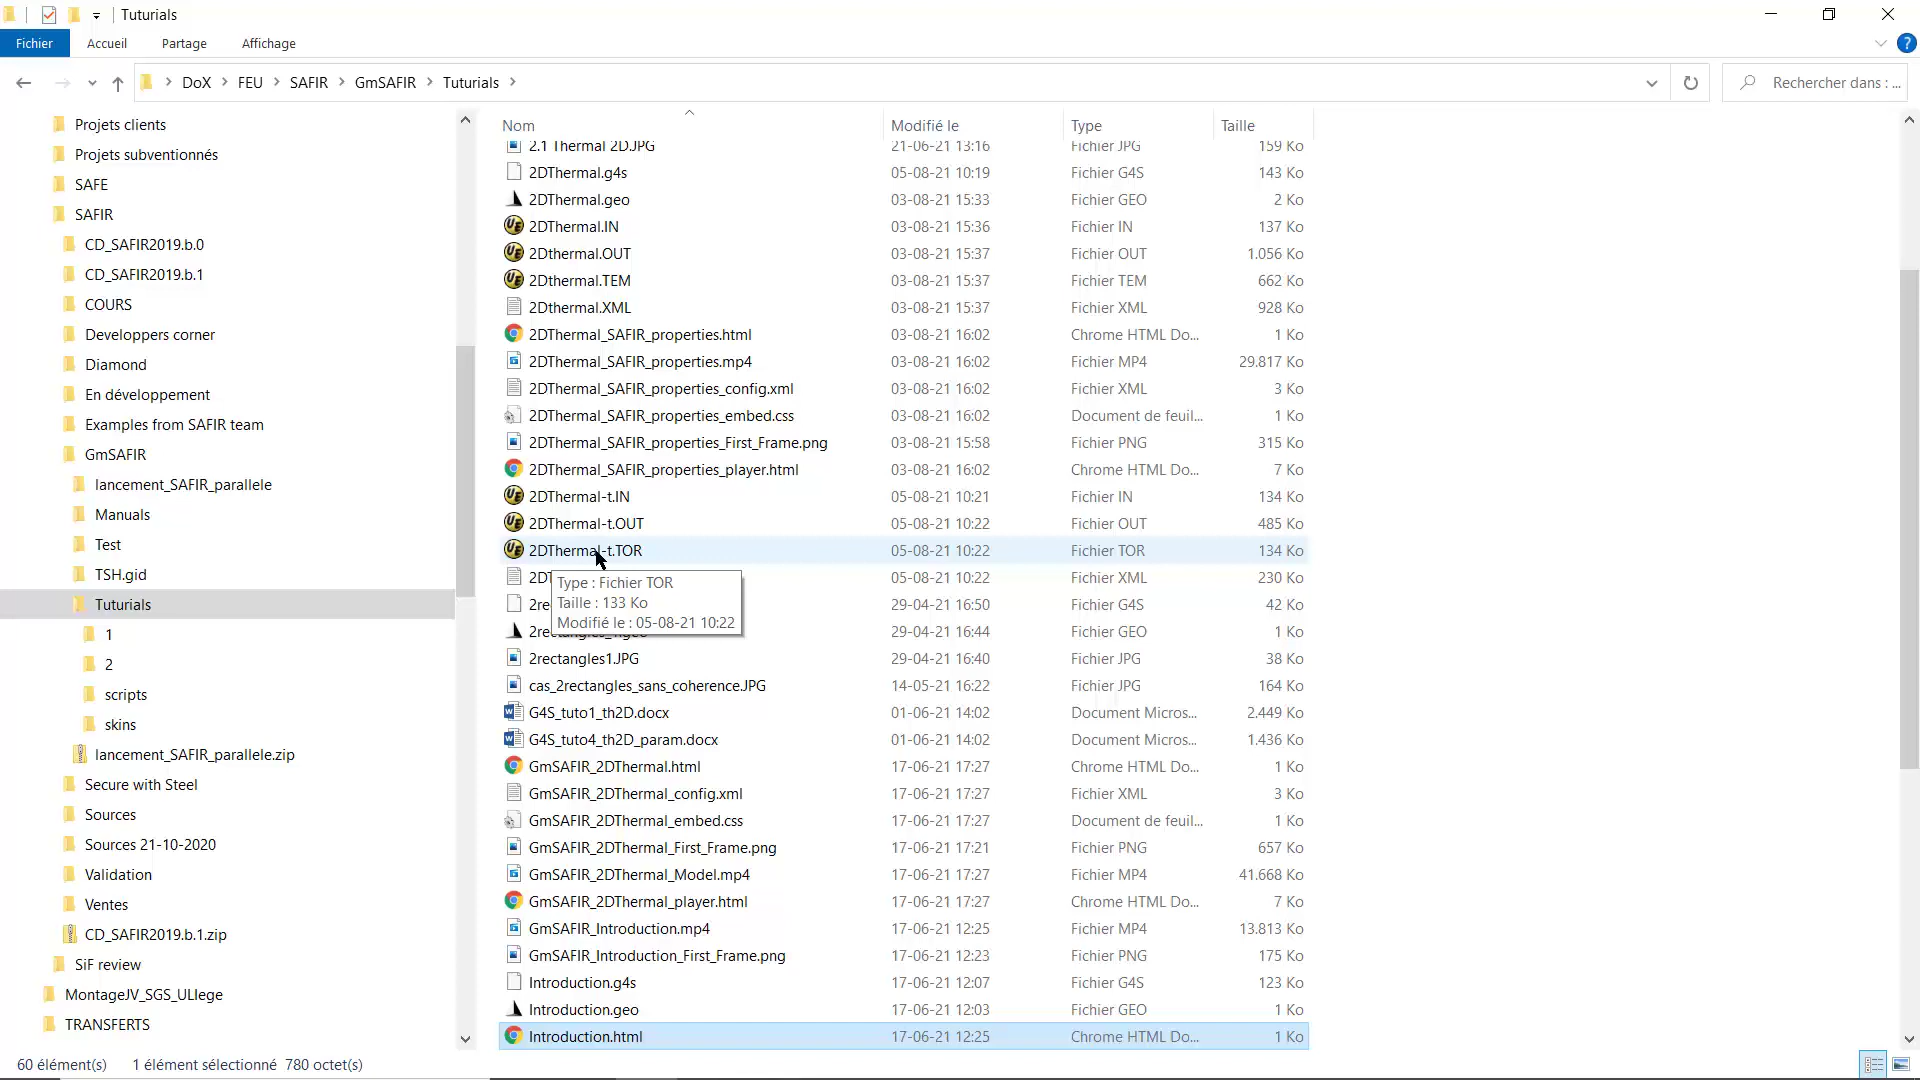 Tuturials
Fichier Accueil Partage Affichage
DoX FEU SAFIR GmSAFIR Tuturials Rechercher dans : ...
Projets clients
Projets subventionnés
SAFE
SAFIR
CD_SAFIR2019.b.0
CD_SAFIR2019.b.1
COURS
Developpers corner
Diamond
En développement
Examples from SAFIR team
GmSAFIR
lancement_SAFIR_parallele
Manuals
Test
TSH.gid
Tuturials
1
2
scripts
skins
lancement_SAFIR_parallele.zip
Secure with Steel
Sources
Sources 21-10-2020
Validation
Ventes
CD_SAFIR2019.b.1.zip
SiF review
MontageJV_SGS_ULlege
TRANSFERTS
Nom Modifié le Type Taille
2.1 Thermal 2D.JPG 21-06-21 13:16 Fichier JPG 159 Ko
2DThermal.g4s 05-08-21 10:19 Fichier G4S 143 Ko
2DThermal.geo 03-08-21 15:33 Fichier GEO 2 Ko
2DThermal.IN 03-08-21 15:36 Fichier IN 137 Ko
2Dthermal.OUT 03-08-21 15:37 Fichier OUT 1.056 Ko
2Dthermal.TEM 03-08-21 15:37 Fichier TEM 662 Ko
2Dthermal.XML 03-08-21 15:37 Fichier XML 928 Ko
2DThermal_SAFIR_properties.html 03-08-21 16:02 Chrome HTML Do... 1 Ko
2DThermal_SAFIR_properties.mp4 03-08-21 16:02 Fichier MP4 29.817 Ko
2DThermal_SAFIR_properties_config.xml 03-08-21 16:02 Fichier XML 3 Ko
2DThermal_SAFIR_properties_embed.css 03-08-21 16:02 Document de feuil... 1 Ko
2DThermal_SAFIR_properties_First_Frame.png 03-08-21 15:58 Fichier PNG 315 Ko
2DThermal_SAFIR_properties_player.html 03-08-21 16:02 Chrome HTML Do... 7 Ko
2DThermal-t.IN 05-08-21 10:21 Fichier IN 134 Ko
2DThermal-t.OUT 05-08-21 10:22 Fichier OUT 485 Ko
2DThermal-t.TOR 05-08-21 10:22 Fichier TOR 134 Ko
2DT 05-08-21 10:22 Fichier XML 230 Ko
Type : Fichier TOR
Taille : 133 Ko
Modifié le : 05-08-21 10:22
2re 29-04-21 16:50 Fichier G4S 42 Ko
29-04-21 16:44 Fichier GEO 1 Ko
2rectangles1.JPG 29-04-21 16:40 Fichier JPG 38 Ko
cas_2rectangles_sans_coherence.JPG 14-05-21 16:22 Fichier JPG 164 Ko
G4S_tuto1_th2D.docx 01-06-21 14:02 Document Micros... 2.449 Ko
G4S_tuto4_th2D_param.docx 01-06-21 14:02 Document Micros... 1.436 Ko
GmSAFIR_2DThermal.html 17-06-21 17:27 Chrome HTML Do... 1 Ko
GmSAFIR_2DThermal_config.xml 17-06-21 17:27 Fichier XML 3 Ko
GmSAFIR_2DThermal_embed.css 17-06-21 17:27 Document de feuil... 1 Ko
GmSAFIR_2DThermal_First_Frame.png 17-06-21 17:21 Fichier PNG 657 Ko
GmSAFIR_2DThermal_Model.mp4 17-06-21 17:27 Fichier MP4 41.668 Ko
GmSAFIR_2DThermal_player.html 17-06-21 17:27 Chrome HTML Do... 7 Ko
GmSAFIR_Introduction.mp4 17-06-21 12:25 Fichier MP4 13.813 Ko
GmSAFIR_Introduction_First_Frame.png 17-06-21 12:23 Fichier PNG 175 Ko
Introduction.g4s 17-06-21 12:07 Fichier G4S 123 Ko
Introduction.geo 17-06-21 12:03 Fichier GEO 1 Ko
Introduction.html 17-06-21 12:25 Chrome HTML Do... 1 Ko
60 élément(s) 1 élément sélectionné 780 octet(s)